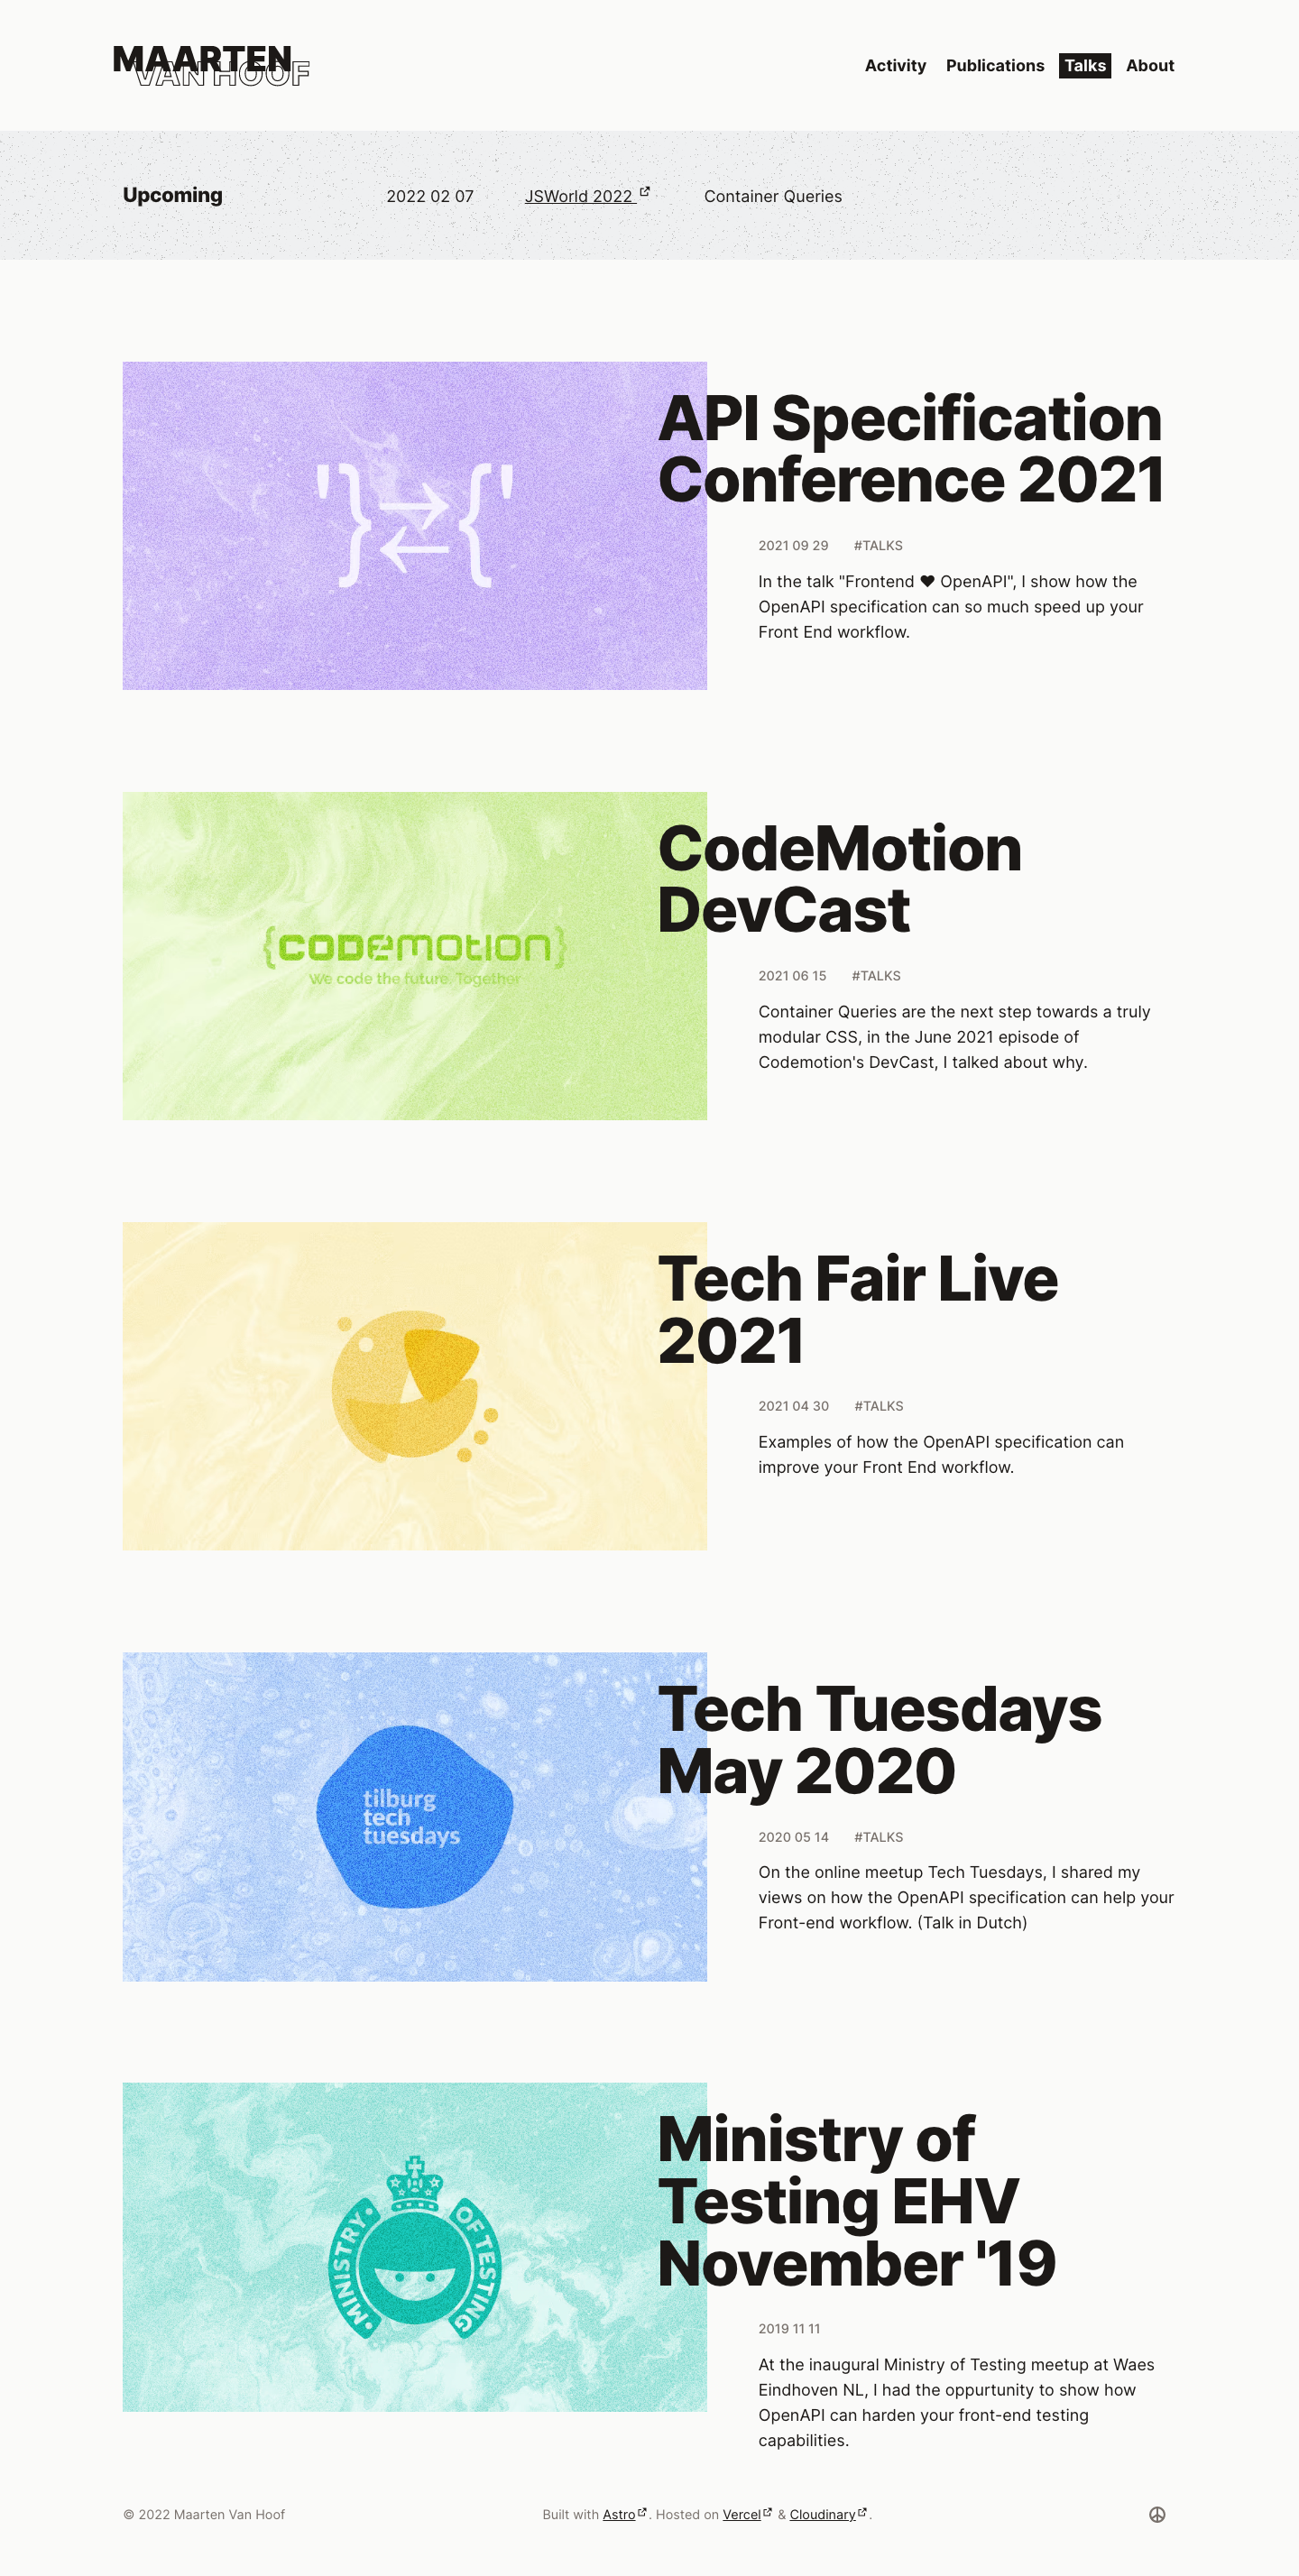 MAARTEN
VAN HOOF
Activity Publications Talks About
Upcoming 2022 02 07 JSWorld 2022 Container Queries
'}⇄{'
API Specification
Conference 2021
2021 09 29 #TALKS
In the talk "Frontend ♥ OpenAPI", I show how the
OpenAPI specification can so much speed up your
Front End workflow.
{codemotion}
We code the future. Together
CodeMotion
DevCast
2021 06 15 #TALKS
Container Queries are the next step towards a truly
modular CSS, in the June 2021 episode of
Codemotion's DevCast, I talked about why.
Tech Fair Live
2021
2021 04 30 #TALKS
Examples of how the OpenAPI specification can
improve your Front End workflow.
tilburg
tech
tuesdays
Tech Tuesdays
May 2020
2020 05 14 #TALKS
On the online meetup Tech Tuesdays, I shared my
views on how the OpenAPI specification can help your
Front-end workflow. (Talk in Dutch)
MINISTRY OF TESTING
Ministry of
Testing EHV
November '19
2019 11 11
At the inaugural Ministry of Testing meetup at Waes
Eindhoven NL, I had the oppurtunity to show how
OpenAPI can harden your front-end testing
capabilities.
© 2022 Maarten Van Hoof Built with Astro. Hosted on Vercel & Cloudinary.